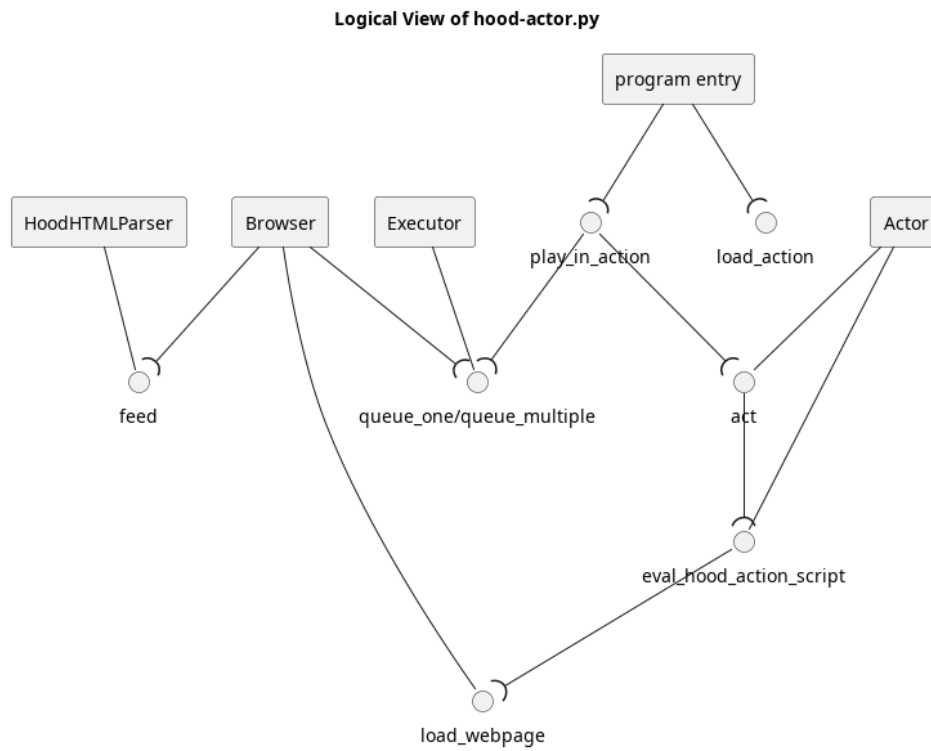 Logical View of hood-actor.py
program entry
HoodHTMLParser
Browser
Executor
Actor
play_in_action
load_action
feed
queue_one/queue_multiple
act
eval_hood_action_script
load_webpage